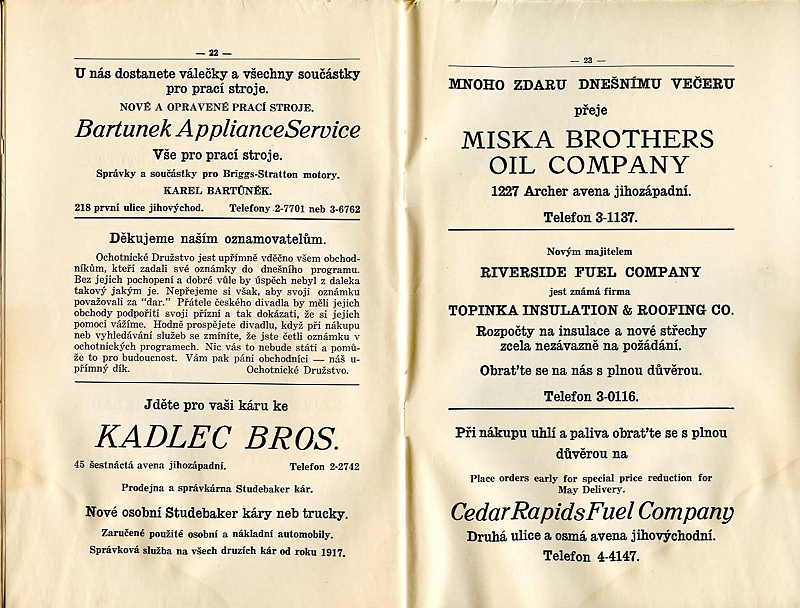 — 22 —
U nás dostanete válečky a všechny součástky
pro prací stroje.
NOVÉ A OPRAVENÉ PRACÍ STROJE.
Bartunek Appliance Service
Vše pro prací stroje.
Správky a součástky pro Briggs-Stratton motory.
KAREL BARTŮNĚK.
218 první ulice jihovýchod. Telefony 2-7701 neb 3-6762
Děkujeme naším oznamovatelům.
Ochotnické Družstvo jest upřímně vděčno všem obchod-
níkům, kteří zadali své oznámky do dnešního programu.
Bez jejich pochopení a dobré vůle by úspěch nebyl z daleka
takový jakým je. Nepřejeme si však, aby svoji oznámku
považovali za “dar.” Přátele českého divadla by měli jejich
obchody podpořiti svojí přízní a tak dokázati, že si jejich
pomoci vážíme. Hodně prospějete divadlu, když při nákupu
neb vyhledávání služeb se zmíníte, že jste četli oznámku v
ochotnických programech. Nic vás to nebude státi a pomů-
že to pro budoucnost. Vám pak páni obchodníci — náš u-
přímný dík. Ochotnické Družstvo.
Jděte pro vaši káru ke
KADLEC BROS.
45 šestnáctá avena jihozápadní. Telefon 2-2742
Prodejna a správkárna Studebaker kár.
Nové osobní Studebaker káry neb trucky.
Zaručené použité osobní a nákladní automobily.
Správková služba na všech druzích kár od roku 1917.
— 23 —
MNOHO ZDARU DNEŠNÍMU VEČERU
přeje
MISKA BROTHERS
OIL COMPANY
1227 Archer avena jihozápadní.
Telefon 3-1137.
Novým majitelem
RIVERSIDE FUEL COMPANY
jest známá firma
TOPINKA INSULATION & ROOFING CO.
Rozpočty na insulace a nové střechy
zcela nezávazně na požádání.
Obrat'te se na nás s plnou důvěrou.
Telefon 3-0116.
Při nákupu uhlí a paliva obrat'te se s plnou
důvěrou na
Place orders early for special price reduction for
May Delivery.
Cedar Rapids Fuel Company
Druhá ulice a osmá avena jihovýchodní.
Telefon 4-4147.